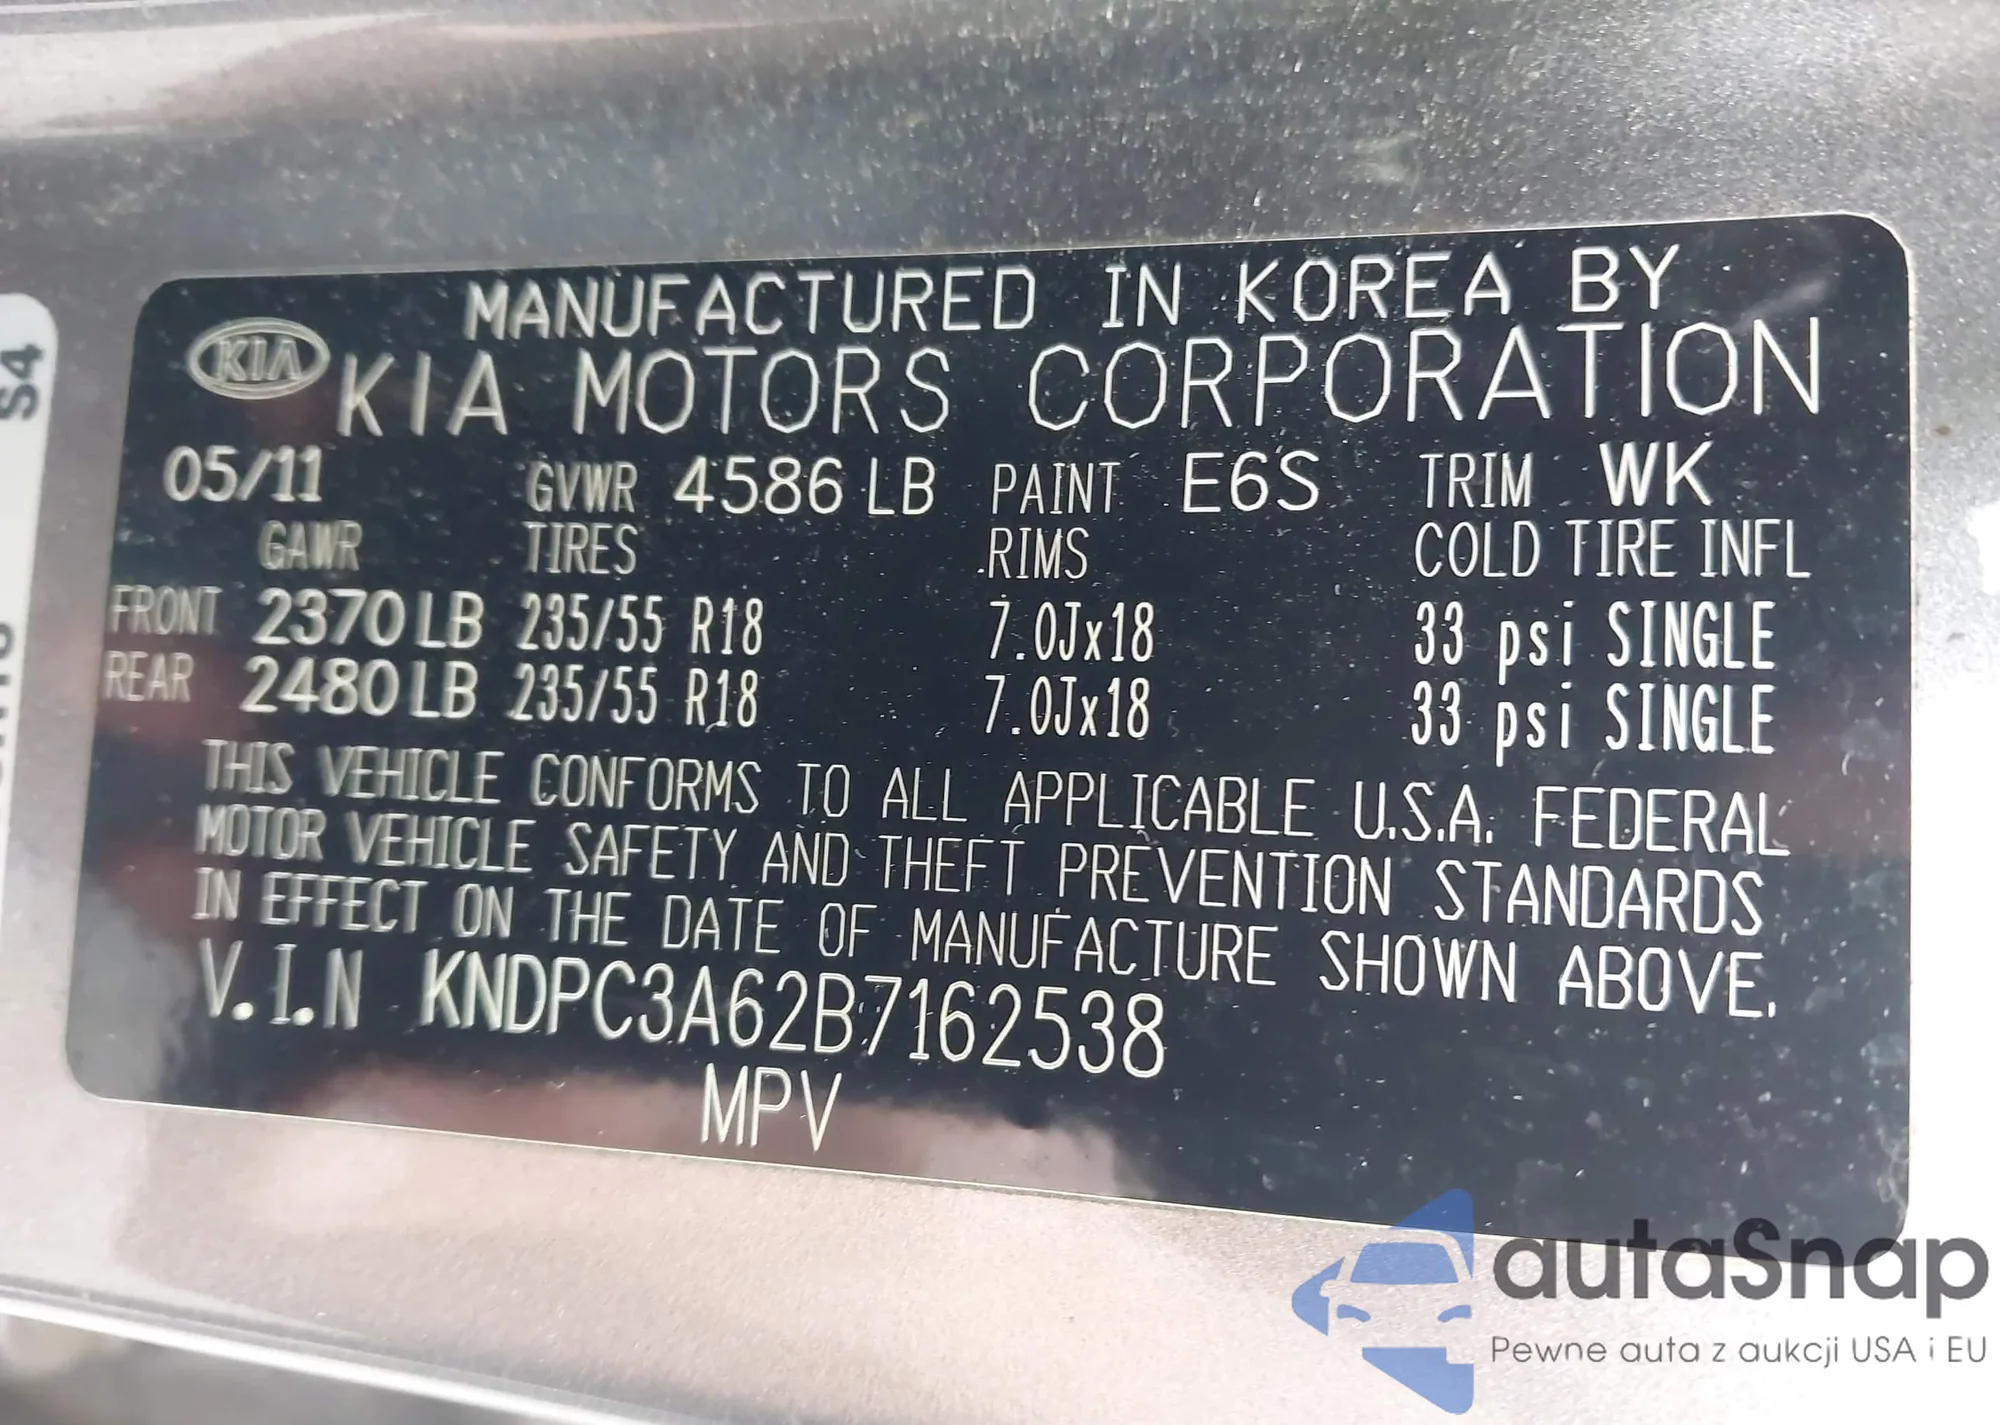 MANUFACTURED IN KOREA BY
KIA KIA MOTORS CORPORATION
05/11 GVWR 4586 LB PAINT E6S TRIM WK
GAWR TIRES RIMS COLD TIRE INFL
FRONT 2370 LB 235/55 R18 7.0Jx18 33 psi SINGLE
REAR 2480 LB 235/55 R18 7.0Jx18 33 psi SINGLE
THIS VEHICLE CONFORMS TO ALL APPLICABLE U.S.A. FEDERAL
MOTOR VEHICLE SAFETY AND THEFT PREVENTION STANDARDS
IN EFFECT ON THE DATE OF MANUFACTURE SHOWN ABOVE.
V.I.N KNDPC3A62B7162538
MPV
S4
autaSnap
Pewne auta z aukcji USA i EU